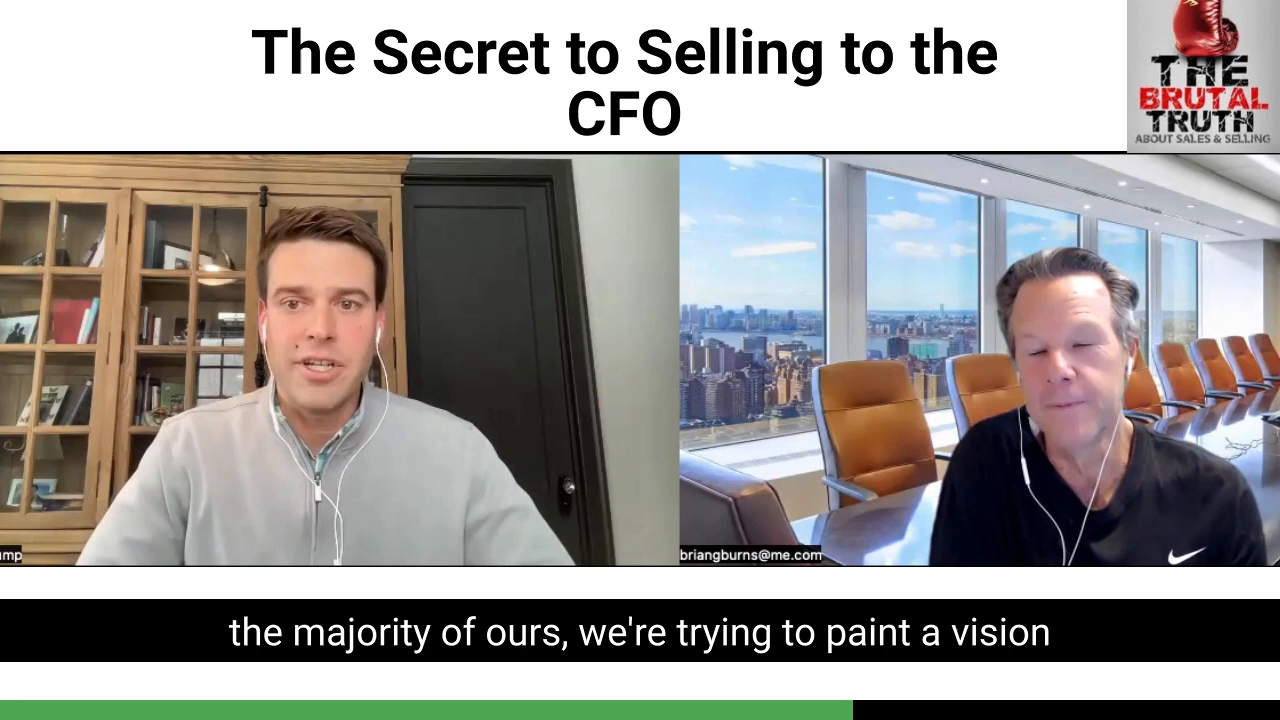 The Secret to Selling to the
CFO
THE
BRUTAL
TRUTH
ABOUT SALES & SELLING
ump
briangburns@me.com
the majority of ours, we're trying to paint a vision